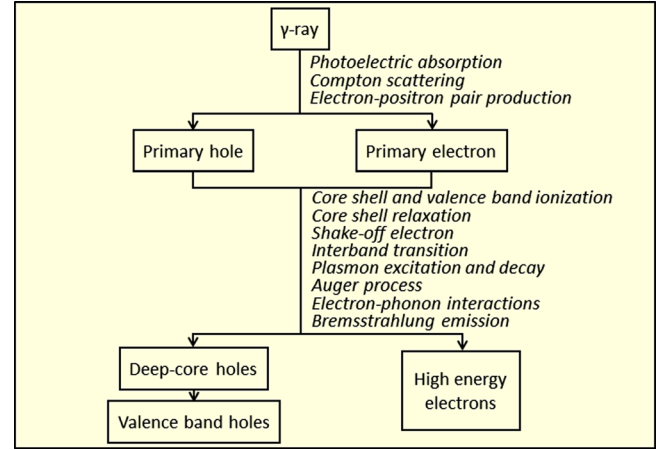 γ-ray
Photoelectric absorption
Compton scattering
Electron-positron pair production
Primary hole
Primary electron
Core shell and valence band ionization
Core shell relaxation
Shake-off electron
Interband transition
Plasmon excitation and decay
Auger process
Electron-phonon interactions
Bremsstrahlung emission
Deep-core holes
High energy
electrons
Valence band holes